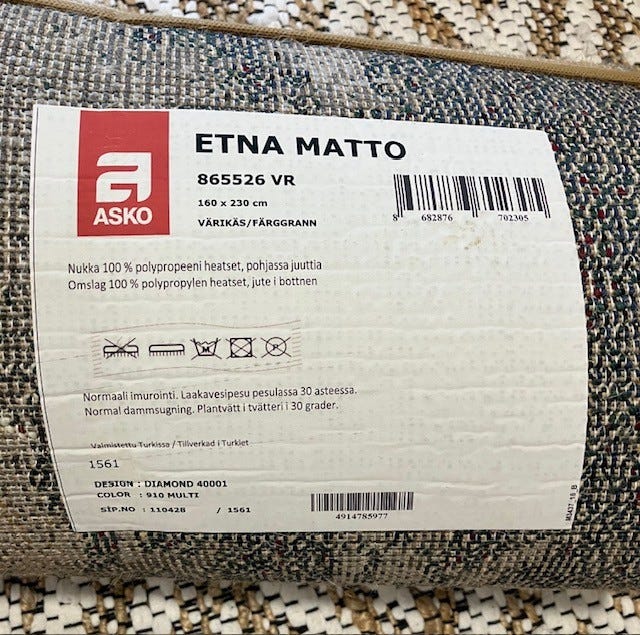 ETNA MATTO
865526 VR
160 x 230 cm
VÄRIKÄS/FÄRGGRANN
ASKO
8 682876 702305
Nukka 100 % polypropeeni heatset, pohjassa juuttia
Omslag 100 % polypropylen heatset, jute i bottnen
M P
Normaali imurointi. Laakavesipesu pesulassa 30 asteessa.
Normal dammsugning. Plantvätt i tvätteri i 30 grader.
Valmistettu Turkissa / Tillverkad i Turkiet
1561
DESIGN : DIAMOND 40001
COLOR : 910 MULTI
SİP.NO : 110428 / 1561
4914785977